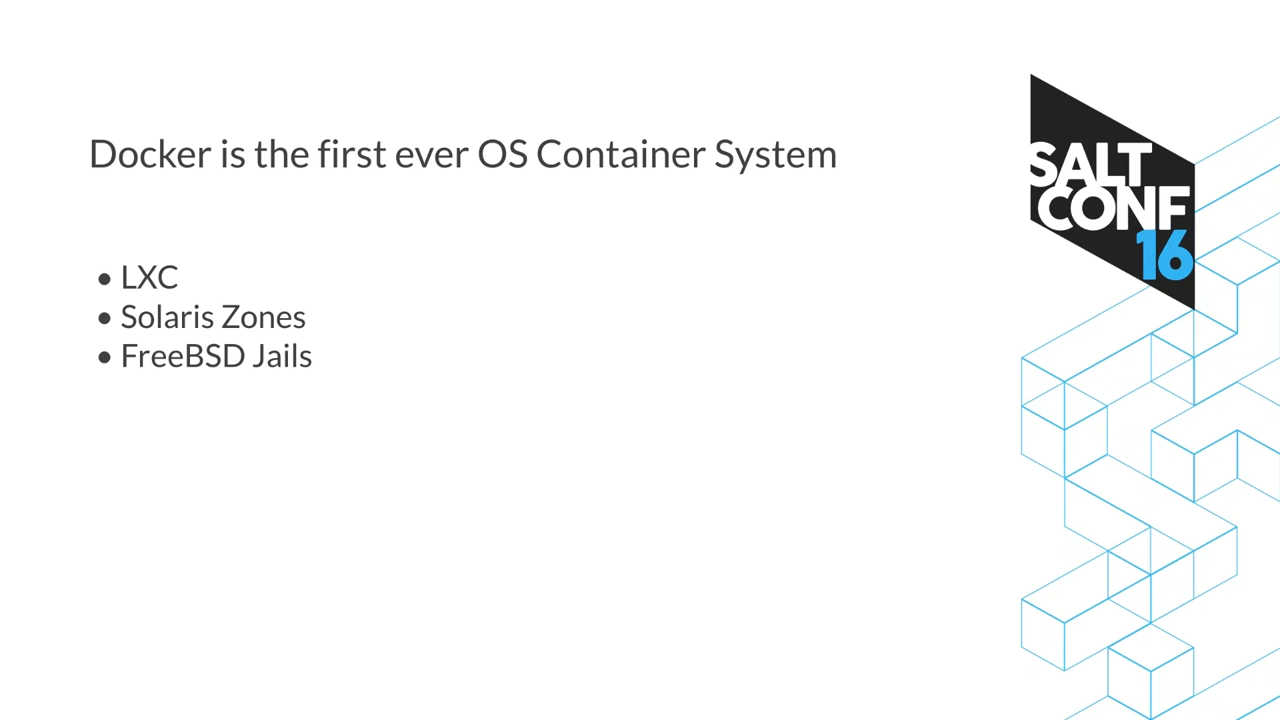 Docker is the first ever OS Container System
• LXC
• Solaris Zones
• FreeBSD Jails
SALT
CONF
16